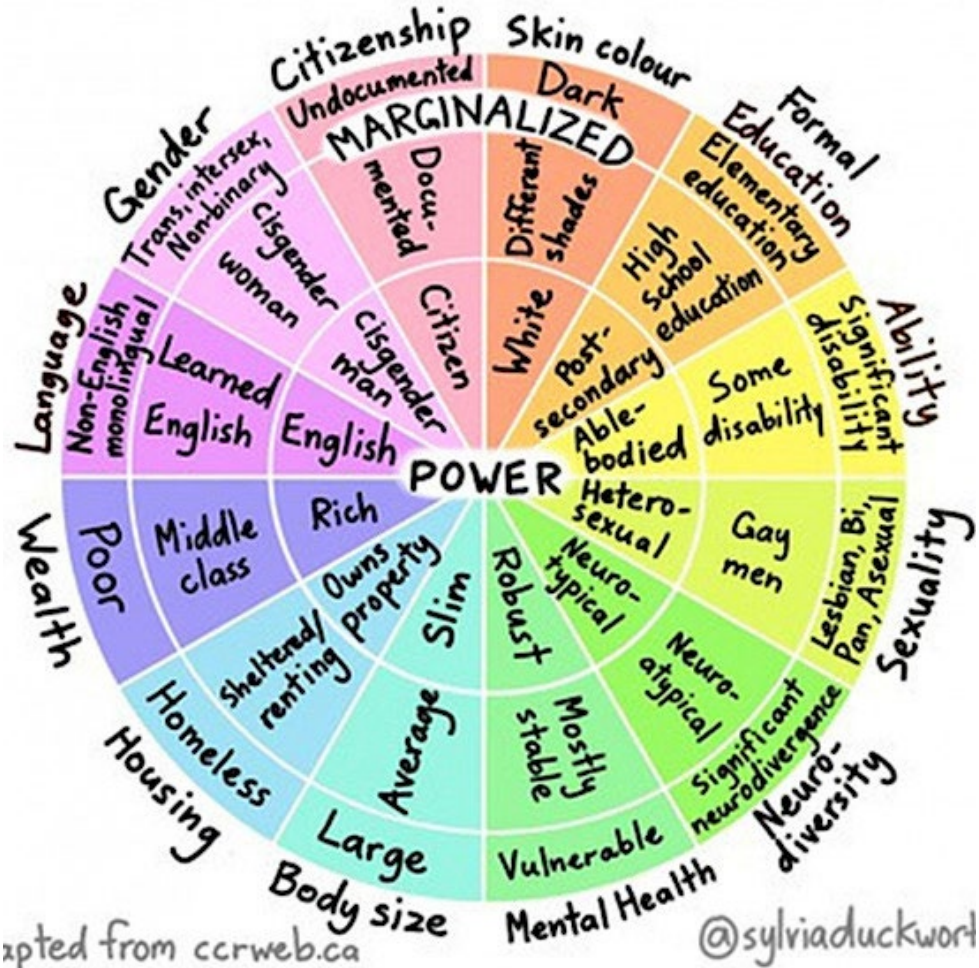 Citizenship
Undocumented
Docu-
mented
Citizen
Skin colour
Dark
Different
shades
White
Formal
Education
Elementary
education
High
school
education
Post-
secondary
Ability
Significant
disability
Some
disability
Able-
bodied
Sexuality
Lesbian, Bi,
Pan, Asexual
Gay
men
Hetero-
sexual
Neuro-
diversity
Significant
neurodivergence
Neuro-
atypical
Neuro-
typical
Mental Health
Vulnerable
Mostly
stable
Robust
Body size
Large
Average
Slim
Housing
Homeless
Sheltered/
renting
Owns
property
Wealth
Poor
Middle
class
Rich
Language
Non-English
monolingual
Learned
English
English
Gender
Trans, intersex,
Non-binary
cisgender
woman
cisgender
man
MARGINALIZED
POWER
apted from ccrweb.ca
@sylviaduckwort